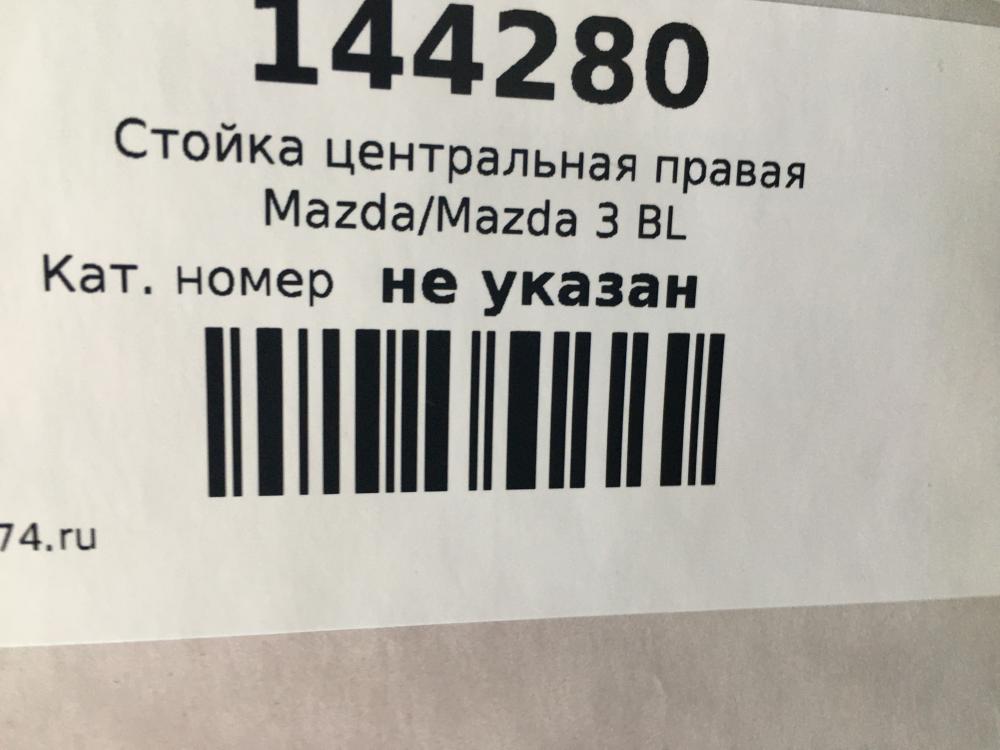 144280
Стойка центральная правая
Mazda/Mazda 3 BL
Кат. номер не указан
74.ru